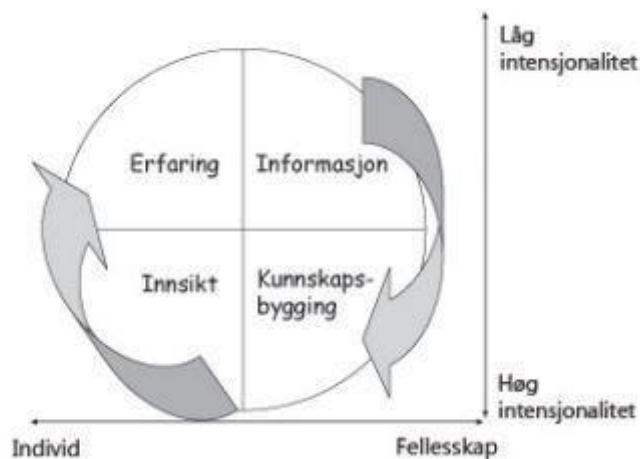 Låg
intensjonalitet
Erfaring
Informasjon
Innsikt
Kunnskaps-
bygging
Høg
intensjonalitet
Individ
Fellesskap